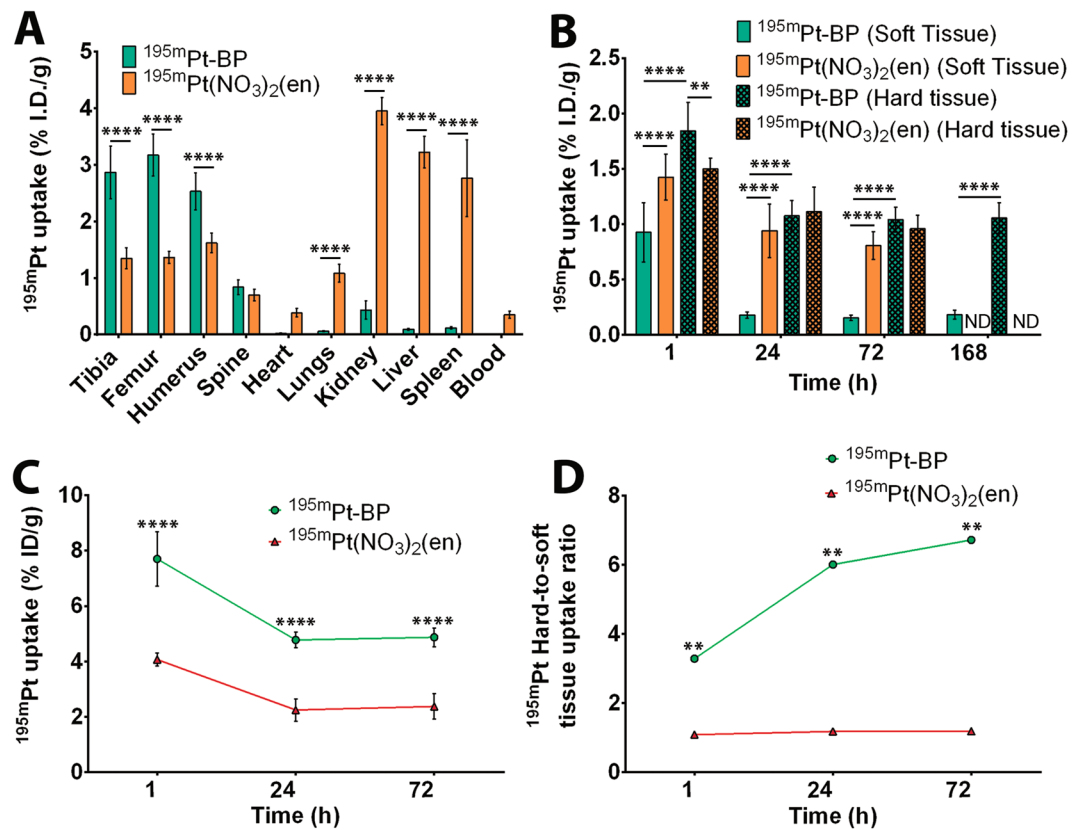 A
195mPt-BP
195mPt(NO3)2(en)
195mPt uptake (% I.D./g)
5
4
3
2
1
0
**** **** **** **** **** **** ****
Tibia Femur Humerus Spine Heart Lungs Kidney Liver Spleen Blood
B
195mPt-BP (Soft Tissue)
195mPt(NO3)2(en) (Soft Tissue)
195mPt-BP (Hard tissue)
195mPt(NO3)2(en) (Hard tissue)
195mPt uptake (% I.D./g)
2.5
2.0
1.5
1.0
0.5
0.0
**** ** ****
**** ****
**** ****
****
ND ND
1 24 72 168
Time (h)
C
195mPt-BP
195mPt(NO3)2(en)
195mPt uptake (% ID/g)
10
8
6
4
2
0
**** **** ****
1 24 72
Time (h)
D
195mPt-BP
195mPt(NO3)2(en)
195mPt Hard-to-soft
tissue uptake ratio
8
6
4
2
0
** ** **
1 24 72
Time (h)